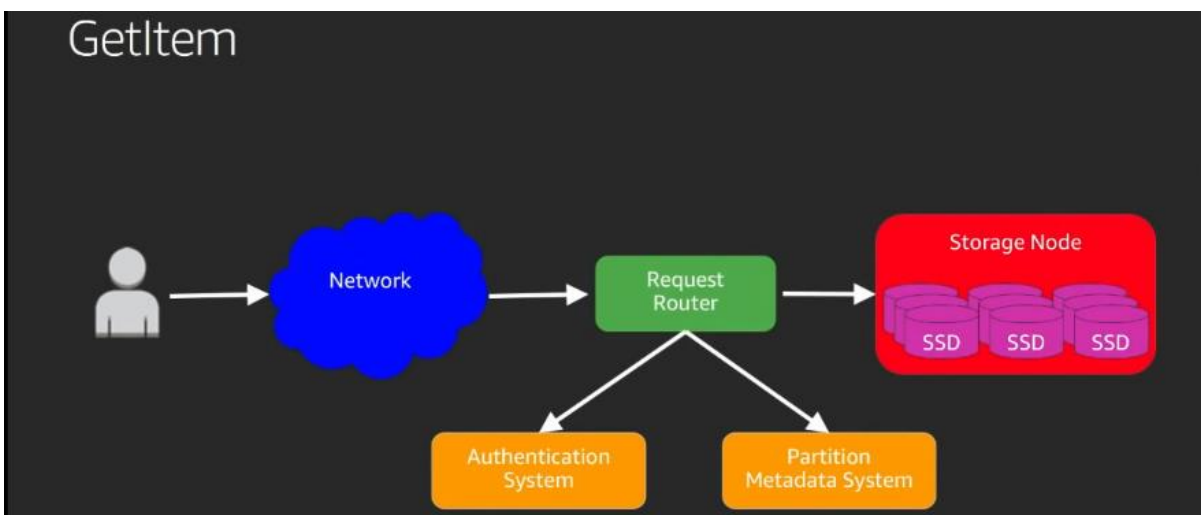 GetItem
Network
Request
Router
Storage Node
SSD
SSD
SSD
Authentication
System
Partition
Metadata System